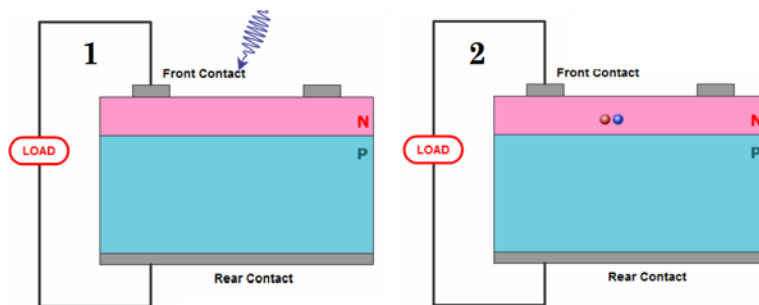 1
Front Contact
N
LOAD
P
Rear Contact
2
Front Contact
N
LOAD
P
Rear Contact